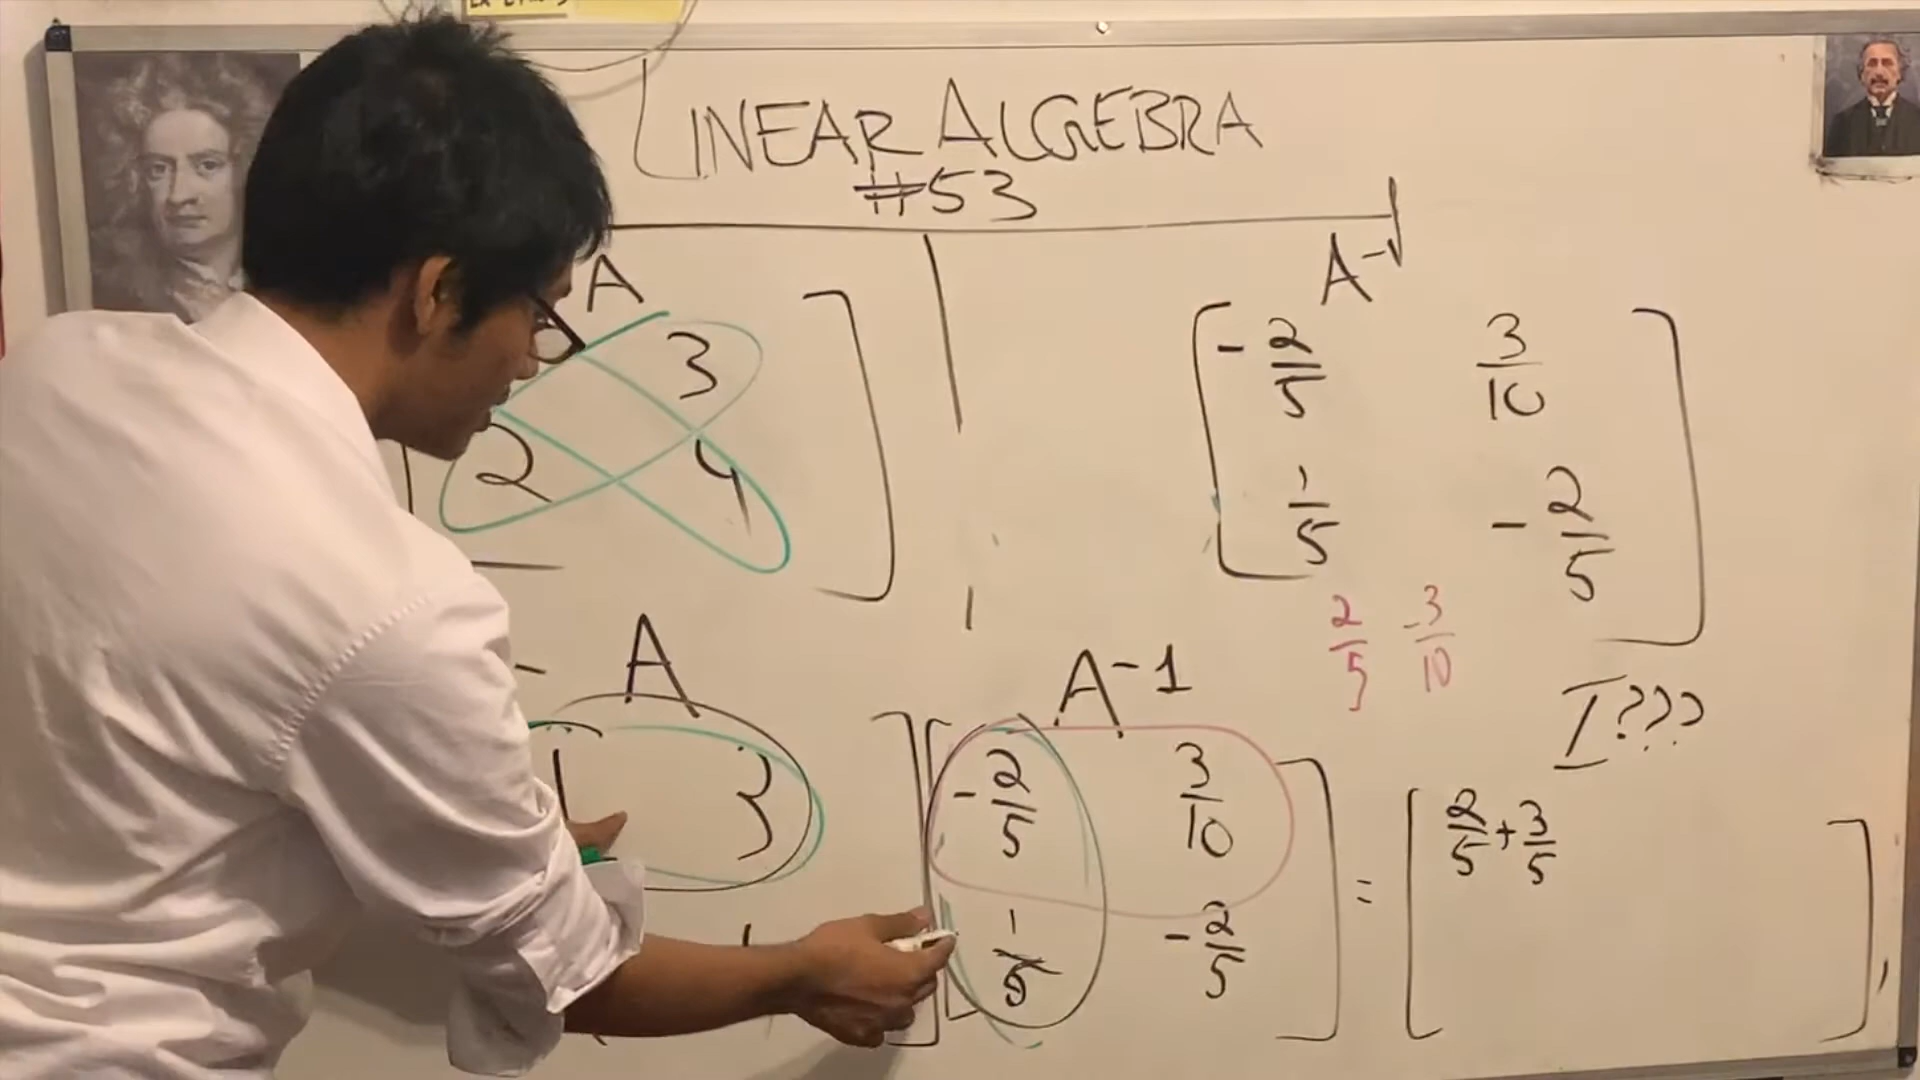 LINEAR ALGEBRA
#53
A A-1
3 - 2/5 3/10
2 4 1/5 - 2/5
2/5 -3/10
- A A-1 I???
1 3 - 2/5 3/10 = 2/5 + 3/5
1/5 - 2/5